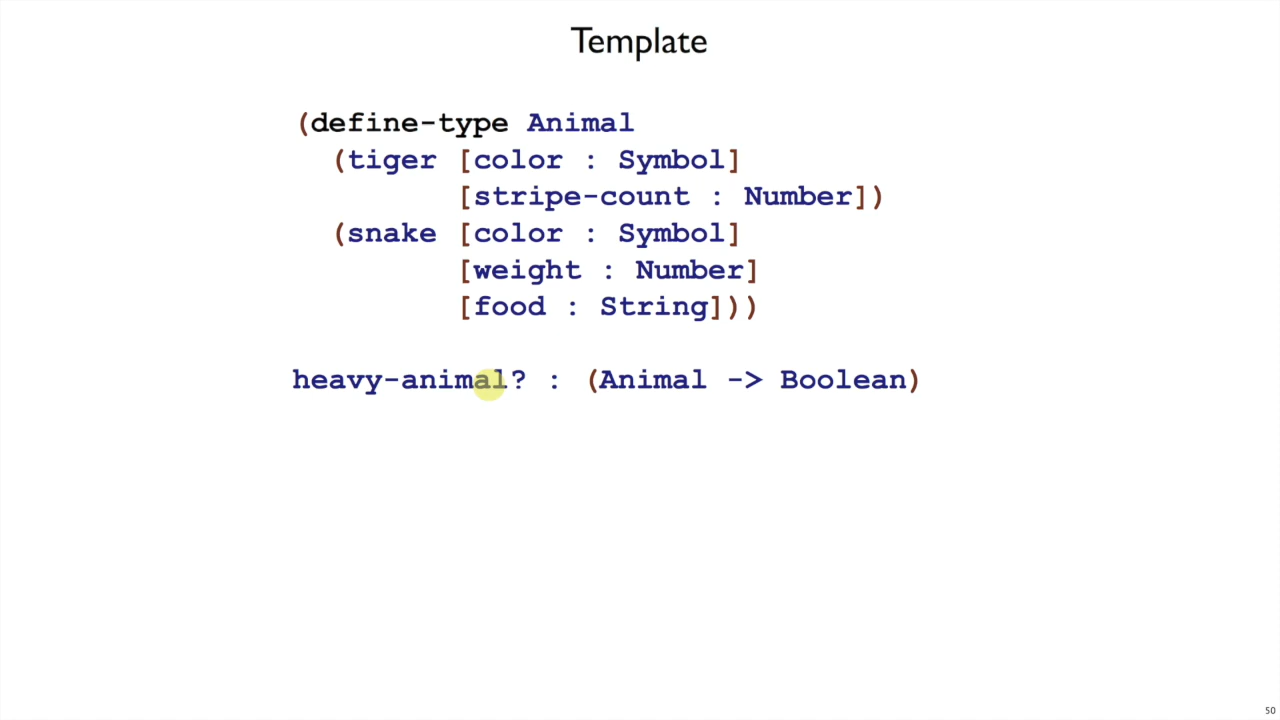 Template
(define-type Animal
(tiger [color : Symbol]
[stripe-count : Number])
(snake [color : Symbol]
[weight : Number]
[food : String]))
heavy-animal? : (Animal -> Boolean)
50